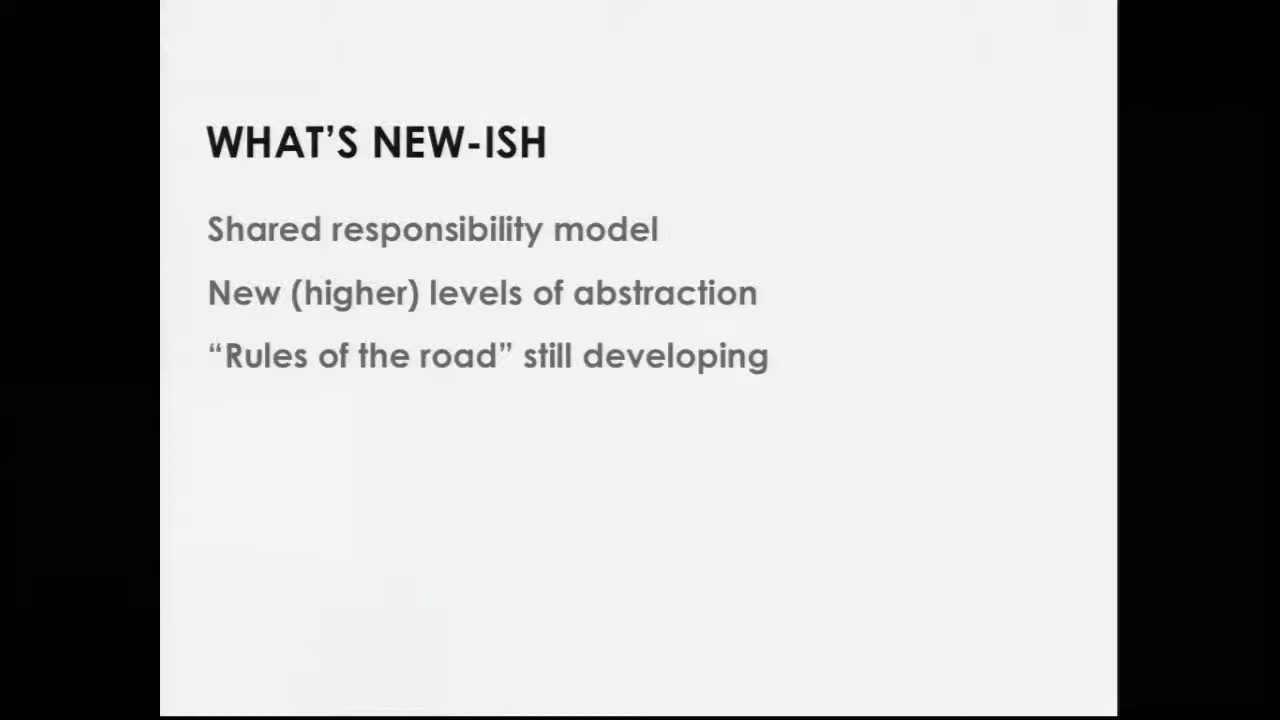 WHAT’S NEW-ISH
Shared responsibility model
New (higher) levels of abstraction
“Rules of the road” still developing